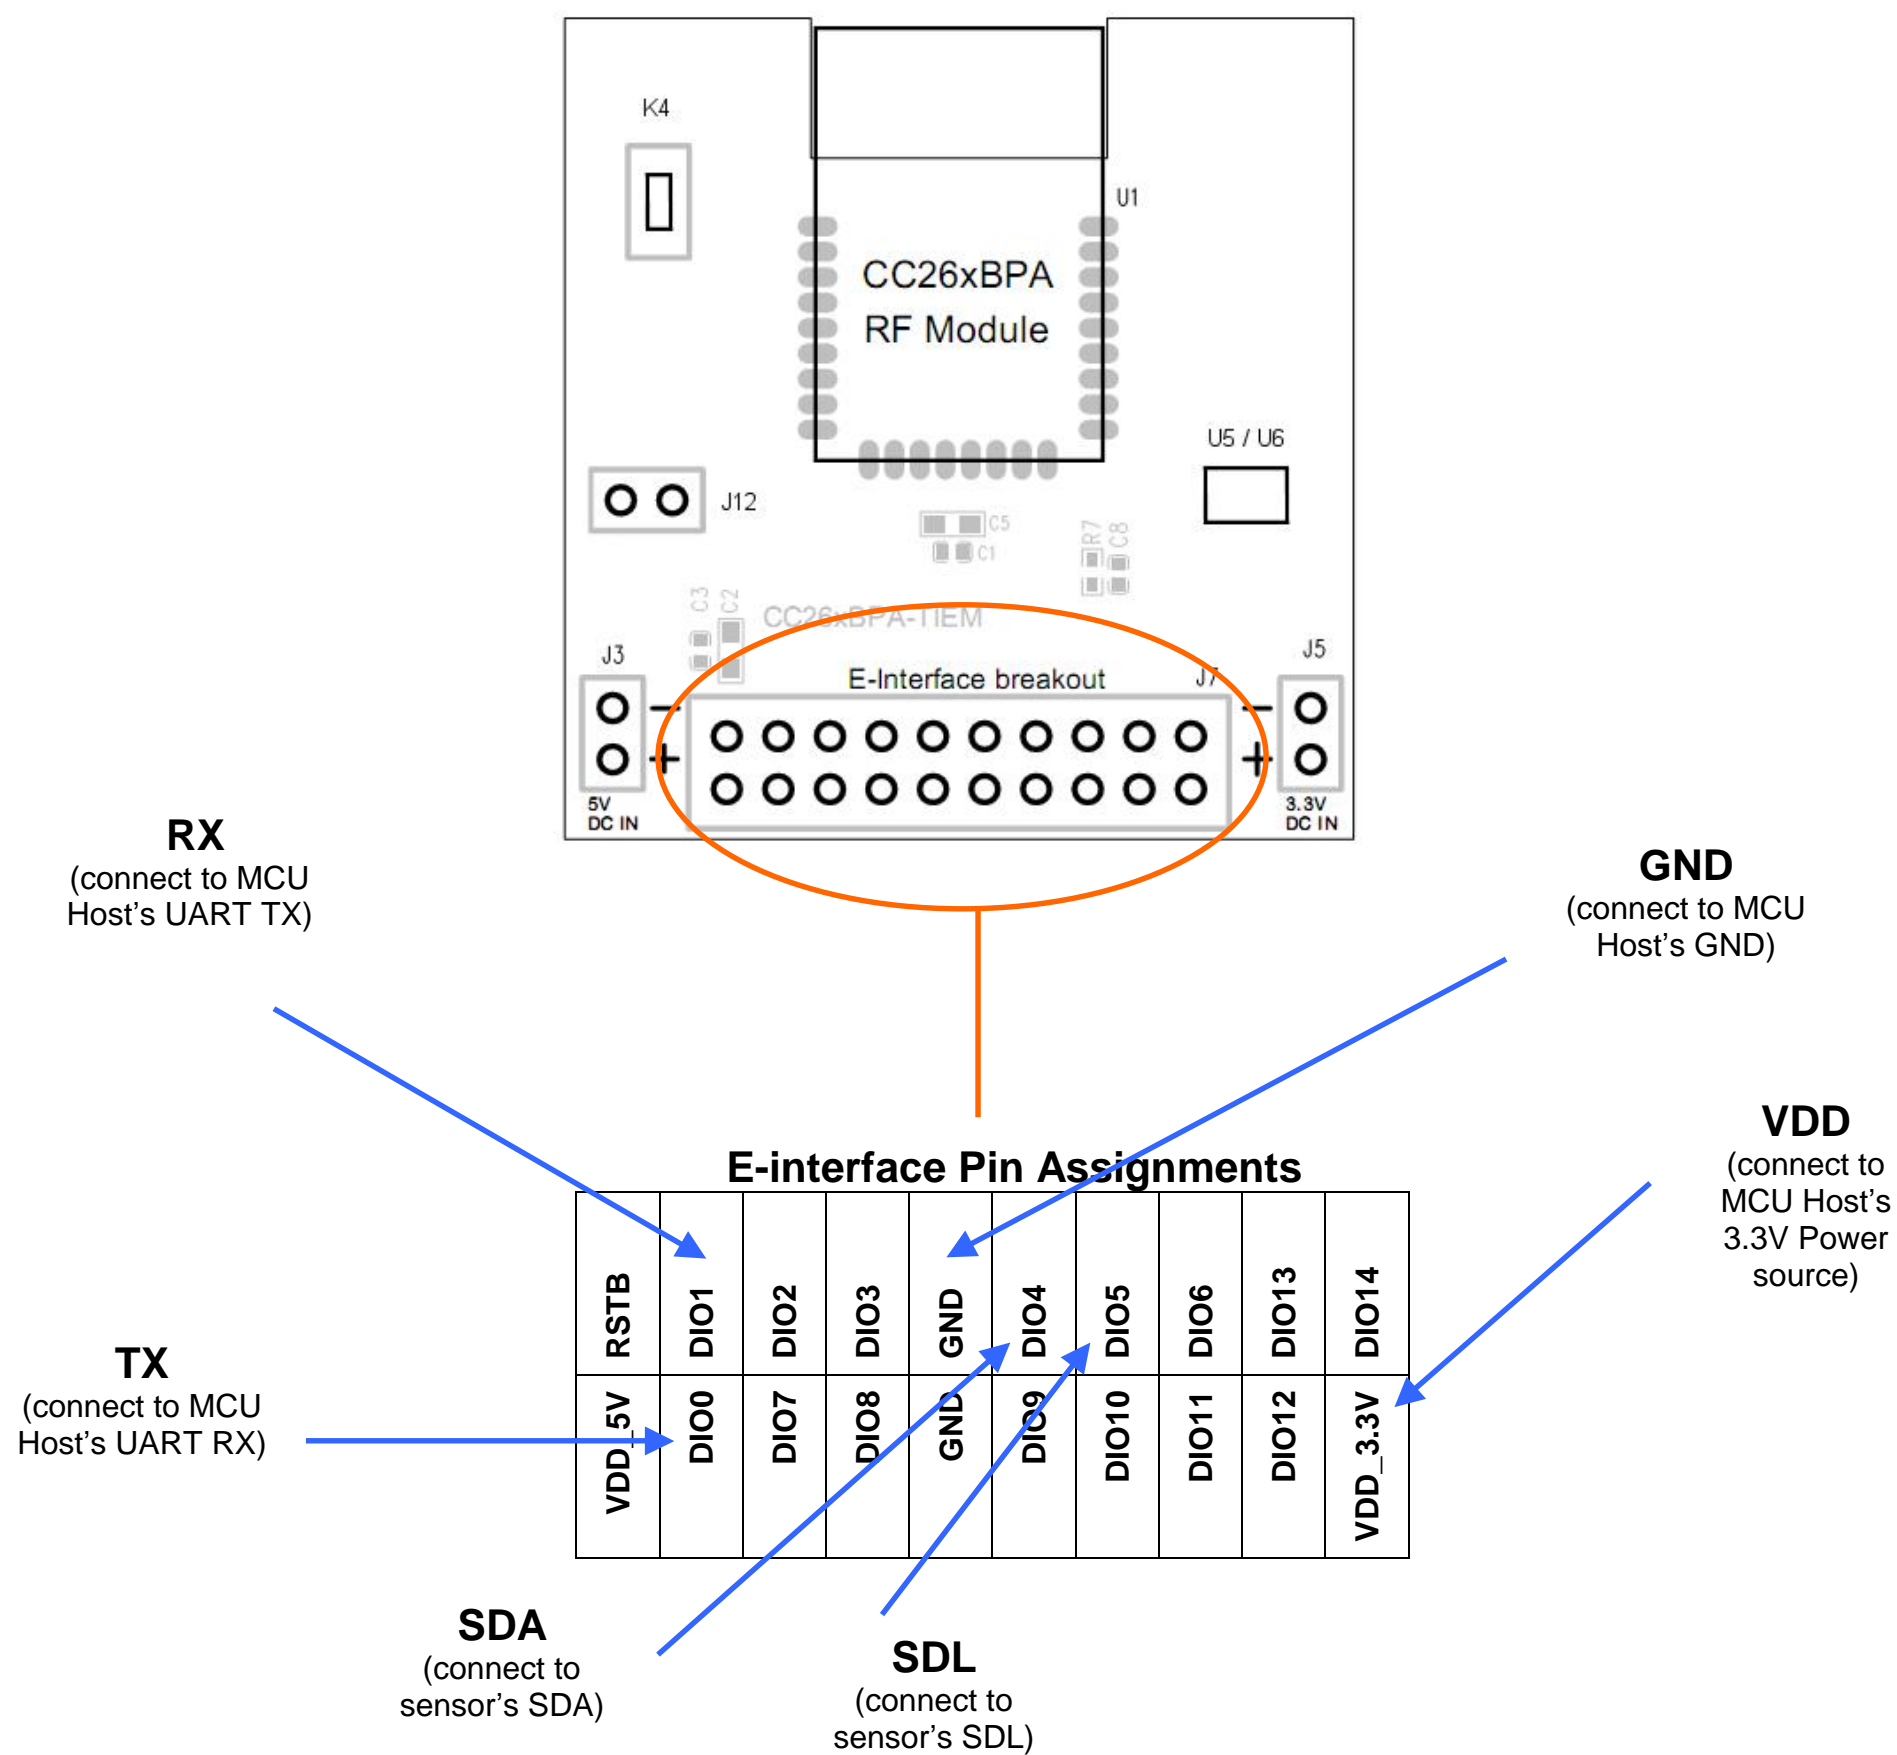 K4
U1
CC26xBPA
RF Module
U5 / U6
J12
C5
C1
R7
C8
C3
C2
CC26xBPA-TIEM
J3
J5
E-Interface breakout
J7
5V
DC IN
3.3V
DC IN
RX
(connect to MCU
Host’s UART TX)
GND
(connect to MCU
Host’s GND)
VDD
(connect to
MCU Host’s
3.3V Power
source)
E-interface Pin Assignments
RSTB DIO1 DIO2 DIO3 GND DIO4 DIO5 DIO6 DIO13 DIO14
VDD_5V DIO0 DIO7 DIO8 GND DIO9 DIO10 DIO11 DIO12 VDD_3.3V
TX
(connect to MCU
Host’s UART RX)
SDA
(connect to
sensor’s SDA)
SDL
(connect to
sensor’s SDL)